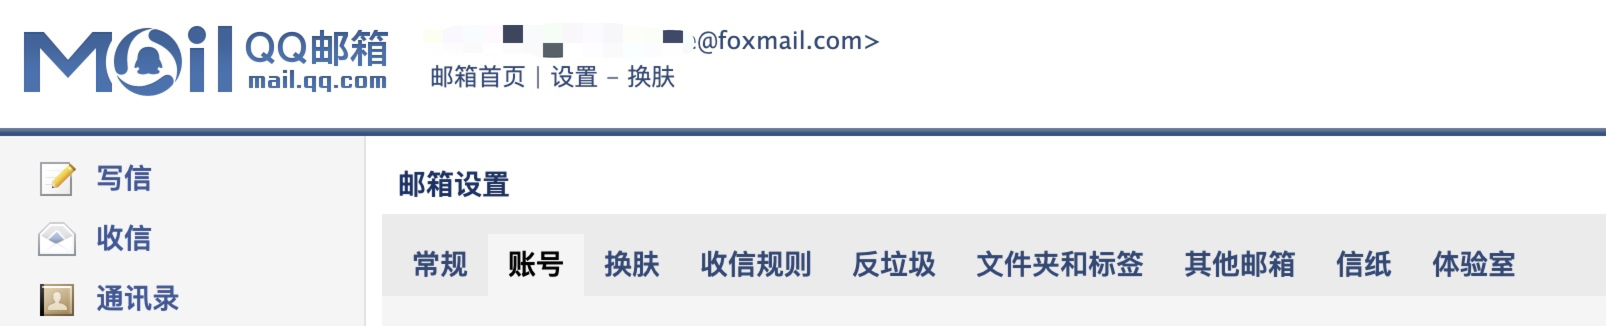 Mail QQ邮箱
mail.qq.com
@foxmail.com>
邮箱首页 | 设置 - 换肤
写信
收信
通讯录
邮箱设置
常规 账号 换肤 收信规则 反垃圾 文件夹和标签 其他邮箱 信纸 体验室